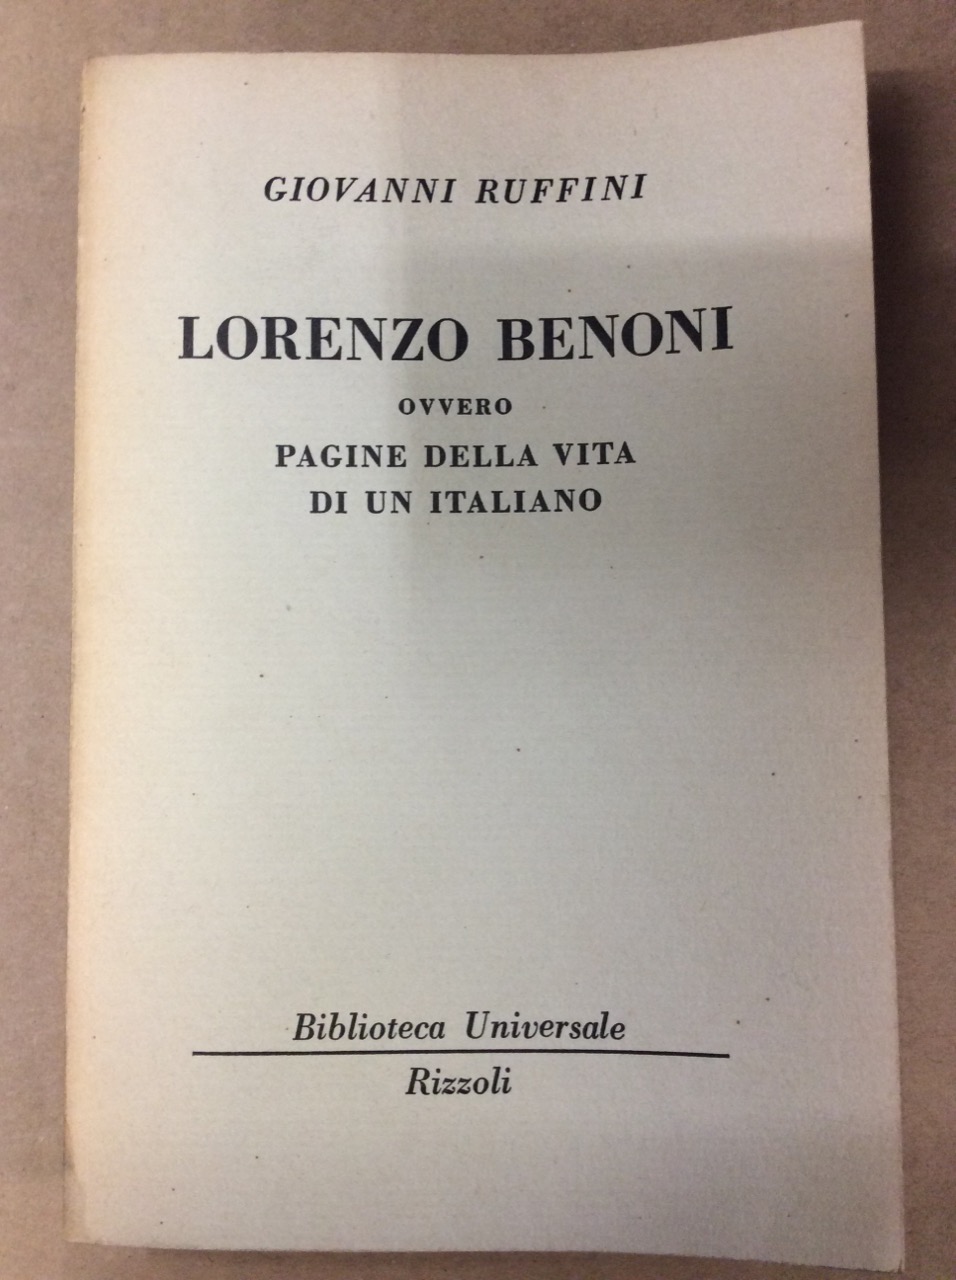 GIOVANNI RUFFINI
LORENZO BENONI
OVVERO
PAGINE DELLA VITA
DI UN ITALIANO
Biblioteca Universale
Rizzoli